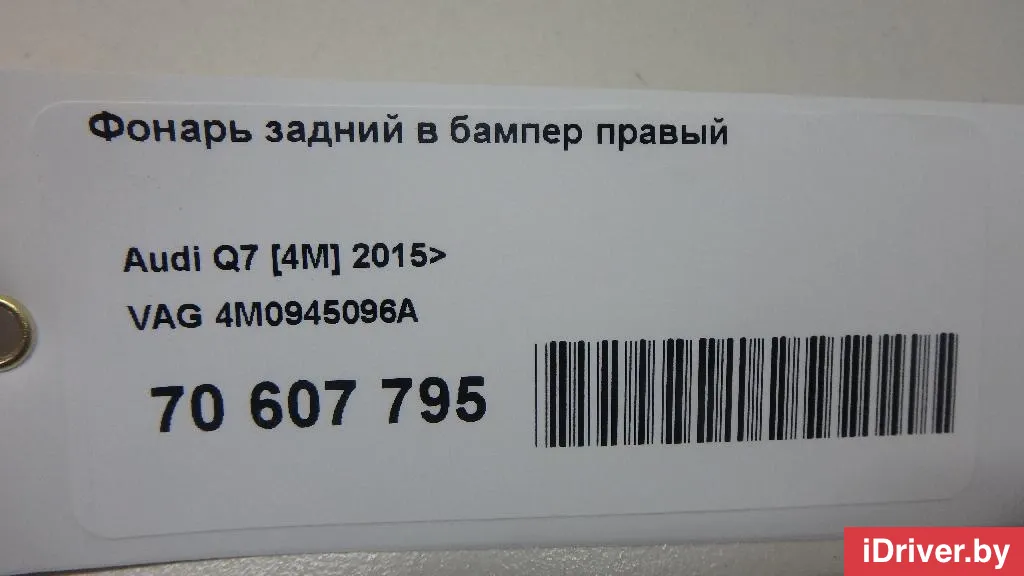 Фонарь задний в бампер правый
Audi Q7 [4M] 2015>
VAG 4M0945096A
70 607 795
iDriver.by